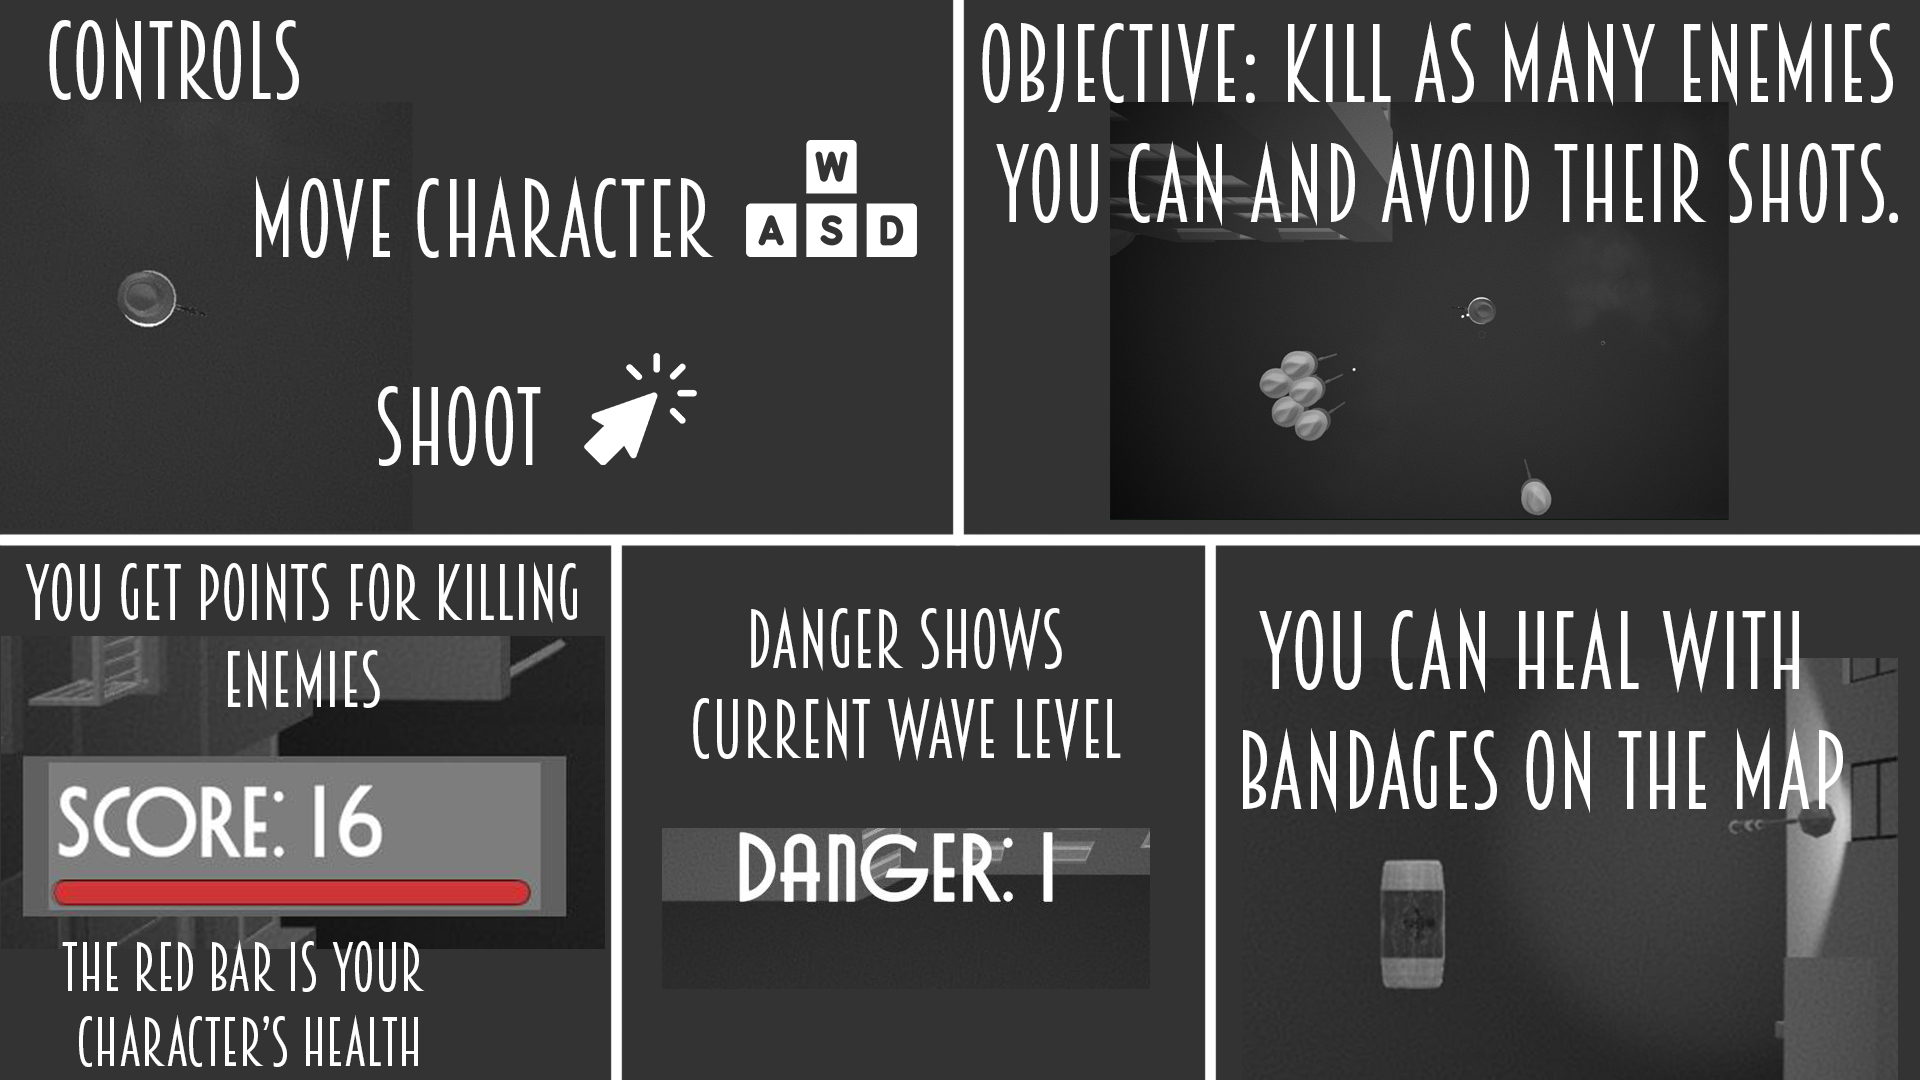 CONTROLS
MOVE CHARACTER
W
A S D
SHOOT
OBJECTIVE: KILL AS MANY ENEMIES
YOU CAN AND AVOID THEIR SHOTS.
YOU GET POINTS FOR KILLING
ENEMIES
SCORE: 16
THE RED BAR IS YOUR
CHARACTER'S HEALTH
DANGER SHOWS
CURRENT WAVE LEVEL
DANGER: 1
YOU CAN HEAL WITH
BANDAGES ON THE MAP